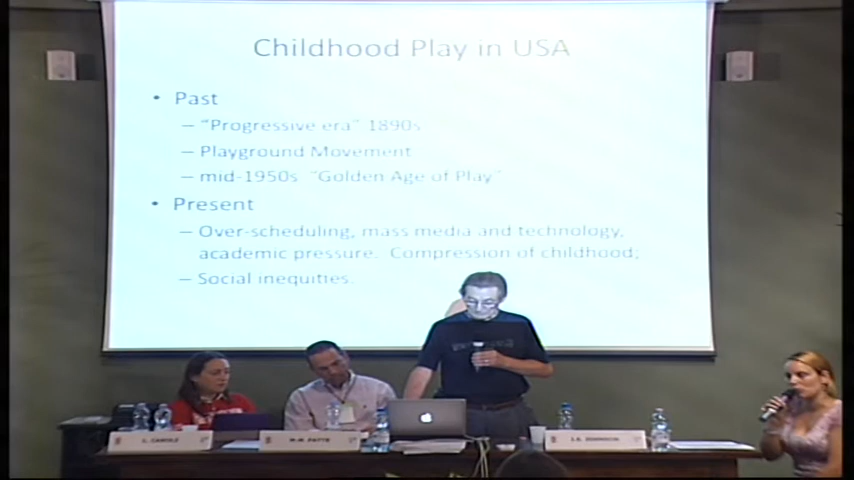 Childhood Play in USA
• Past
– "Progressive era" 1890s
– Playground Movement
– mid-1950s "Golden Age of Play"
• Present
– Over-scheduling, mass media and technology,
academic pressure. Compression of childhood;
– Social inequities.
M.M. PATTE